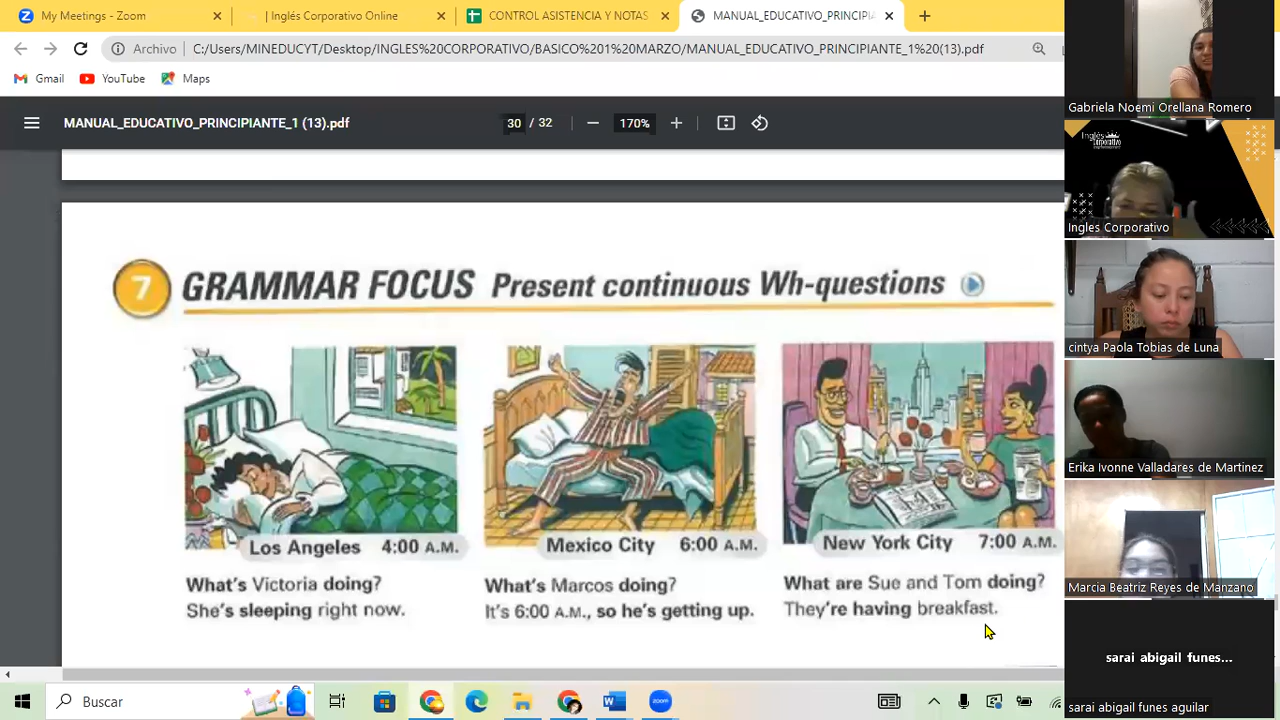 My Meetings - Zoom
| Inglés Corporativo Online
CONTROL ASISTENCIA Y NOTAS
MANUAL_EDUCATIVO_PRINCIPIA
Archivo
C:/Users/MINEDUCYT/Desktop/INGLES%20CORPORATIVO/BASICO%201%20MARZO/MANUAL_EDUCATIVO_PRINCIPIANTE_1%20(13).pdf
Gmail
YouTube
Maps
MANUAL_EDUCATIVO_PRINCIPIANTE_1 (13).pdf
30 / 32
170%
7 GRAMMAR FOCUS Present continuous Wh-questions
Los Angeles 4:00 A.M.
What's Victoria doing?
She's sleeping right now.
Mexico City 6:00 A.M.
What's Marcos doing?
It's 6:00 A.M., so he's getting up.
New York City 7:00 A.M.
What are Sue and Tom doing?
They're having breakfast.
Gabriela Noemi Orellana Romero
Inglés
Corporativo
Ingles Corporativo
cintya Paola Tobias de Luna
Erika Ivonne Valladares de Martinez
Marcia Beatriz Reyes de Manzano
sarai abigail funes...
sarai abigail funes aguilar
Buscar
zoom